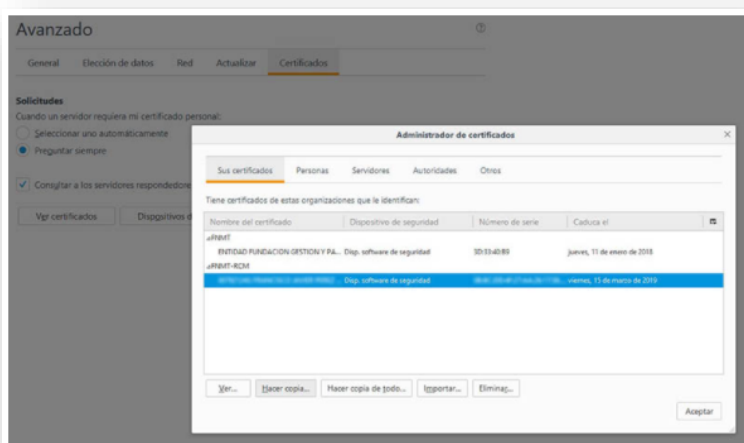 Avanzado
General Elección de datos Red Actualizar Certificados
Solicitudes
Cuando un servidor requiera mi certificado personal:
Seleccionar uno automáticamente
Preguntar siempre
Consultar a los servidores
Ver certificados
Administrador de certificados
Sus certificados Personas Servidores Autoridades Otros
Tiene certificados de estas organizaciones que le identifican:
Nombre del certificado Dispositivo de seguridad Número de serie Caduca el
FNMT
ENTIDAD FUNDACION GESTION Y PA... Disp. software de seguridad jueves, 11 de enero de 2018
FNMT-RCM
Disp. software de seguridad viernes, 15 de marzo de 2019
Ver... Hacer copia... Hacer copia de todo... Importar... Eliminar...
Aceptar